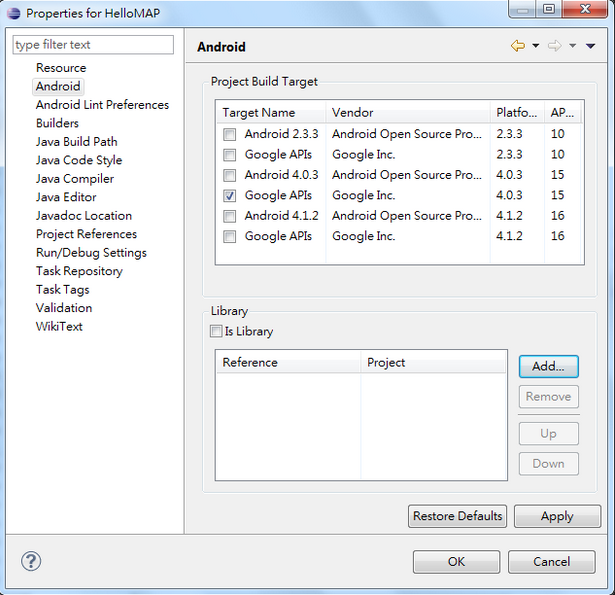 Properties for HelloMAP
type filter text
Resource
Android
Android Lint Preferences
Builders
Java Build Path
Java Code Style
Java Compiler
Java Editor
Javadoc Location
Project References
Run/Debug Settings
Task Repository
Task Tags
Validation
WikiText
Android
Project Build Target
Target Name Vendor Platfo... AP...
Android 2.3.3 Android Open Source Pro... 2.3.3 10
Google APIs Google Inc. 2.3.3 10
Android 4.0.3 Android Open Source Pro... 4.0.3 15
Google APIs Google Inc. 4.0.3 15
Android 4.1.2 Android Open Source Pro... 4.1.2 16
Google APIs Google Inc. 4.1.2 16
Library
Is Library
Reference Project
Add...
Remove
Up
Down
Restore Defaults Apply
? OK Cancel